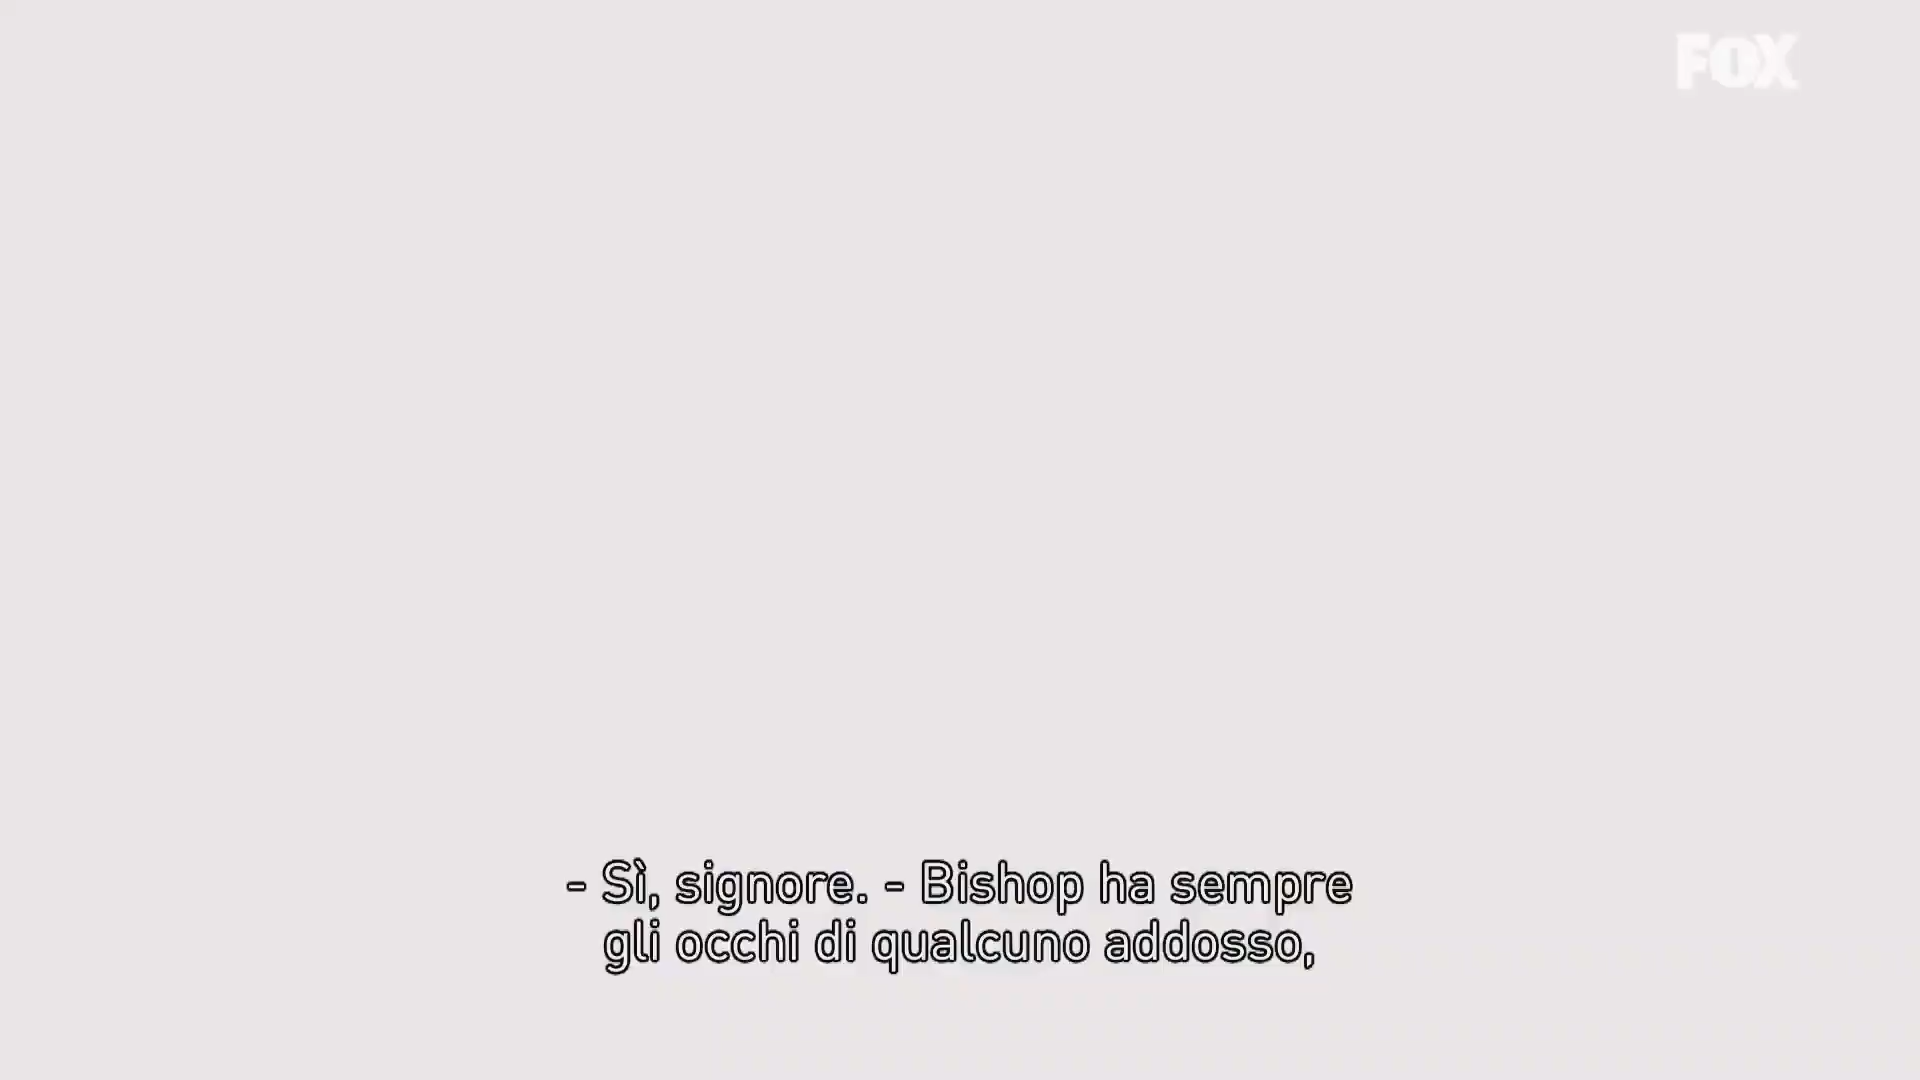 FOX
- Sì, signore. - Bishop ha sempre
gli occhi di qualcuno addosso,